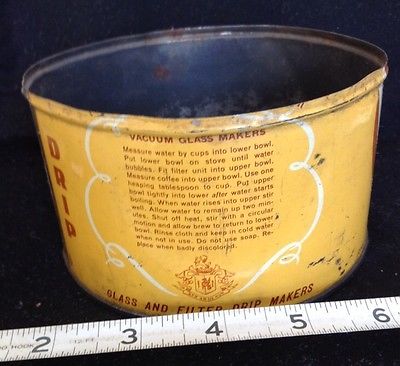 DRIP
VACUUM GLASS MAKERS
Measure water by cups into lower bowl.
Put lower bowl on stove until water
bubbles. Fit filter unit into upper bowl.
Measure coffee into upper bowl. Use one
heaping tablespoon to cup. Put upper
bowl tightly into lower after water starts
boiling. When water rises into upper stir
well. Allow water to remain up two min-
utes. Shut off heat, stir with a circular
motion and allow brew to return to lower
bowl. Rinse cloth and keep in cold water
when not in use. Do not use soap. Re-
place when badly discolored.
GLASS AND FILTER DRIP MAKERS
2 3 4 5 6